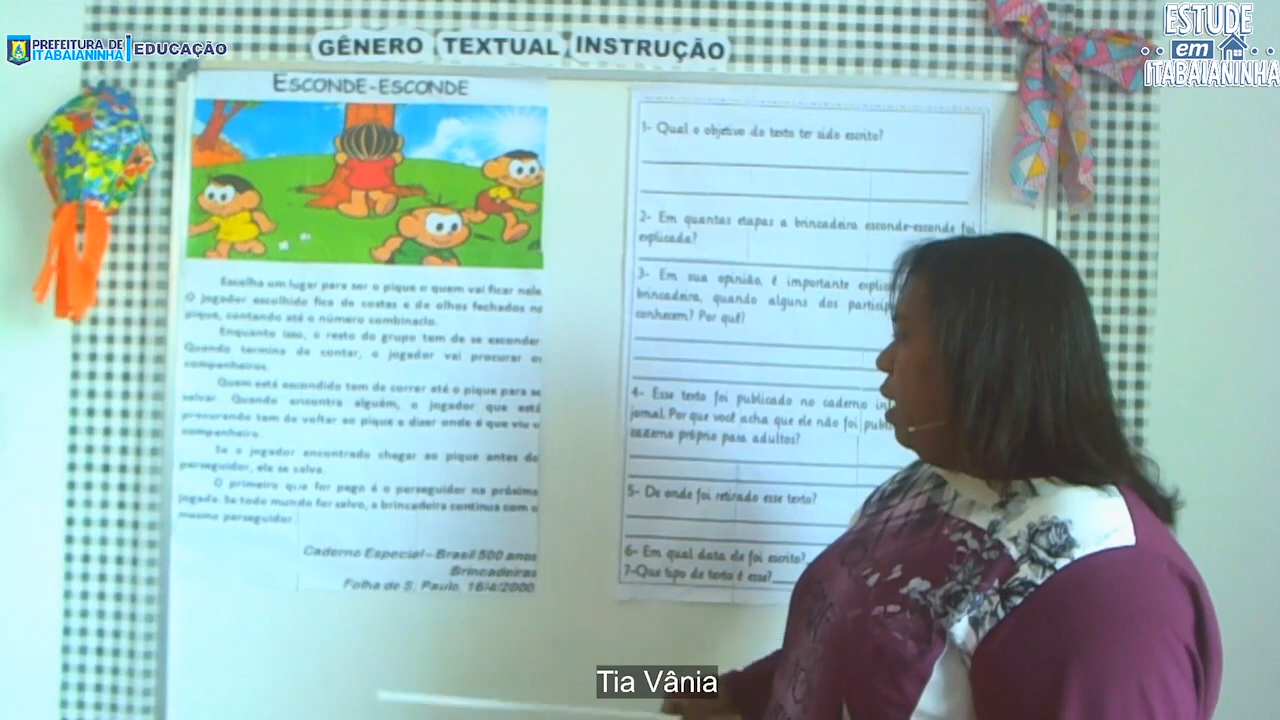 PREFEITURA DE
ITABAIANINHA
EDUCAÇÃO
GÊNERO TEXTUAL INSTRUÇÃO
ESTUDE
em
ITABAIANINHA
ESCONDE-ESCONDE
Escolha um lugar para ser o pique e quem vai ficar nele
O jogador escolhido fica de costas e de olhos fechados no
pique, contando até o número combinado.
Enquanto isso, o resto do grupo tem de se esconder
Quando termina de contar, o jogador vai procurar os
companheiros.
Quem está escondido tem de correr até o pique para se
salvar. Quando encontra alguém, o jogador que está
procurando tem de voltar ao pique e dizer onde é que viu o
companheiro.
Se o jogador encontrado chegar ao pique antes do
perseguidor, ele se salva.
O primeiro que for pego é o perseguidor na próxima
jogada. Se todo mundo for salvo, a brincadeira continua com o
mesmo perseguidor.
Caderno Especial – Brasil 500 anos
Brincadeiras
Folha de S. Paulo, 16/4/2000
1- Qual o objetivo do texto ter sido escrito?
2- Em quantas etapas a brincadeira esconde-esconde foi
explicada?
3- Em sua opinião, é importante
brincadeira, quando alguns dos
conhecem? Por quê?
4- Esse texto foi publicado no caderno
jornal. Por que você acha que ele não foi
caderno próprio para adultos?
5- De onde foi retirado esse texto?
6- Em qual data ele foi escrito?
7-Que tipo de texto é esse?
Tia Vânia